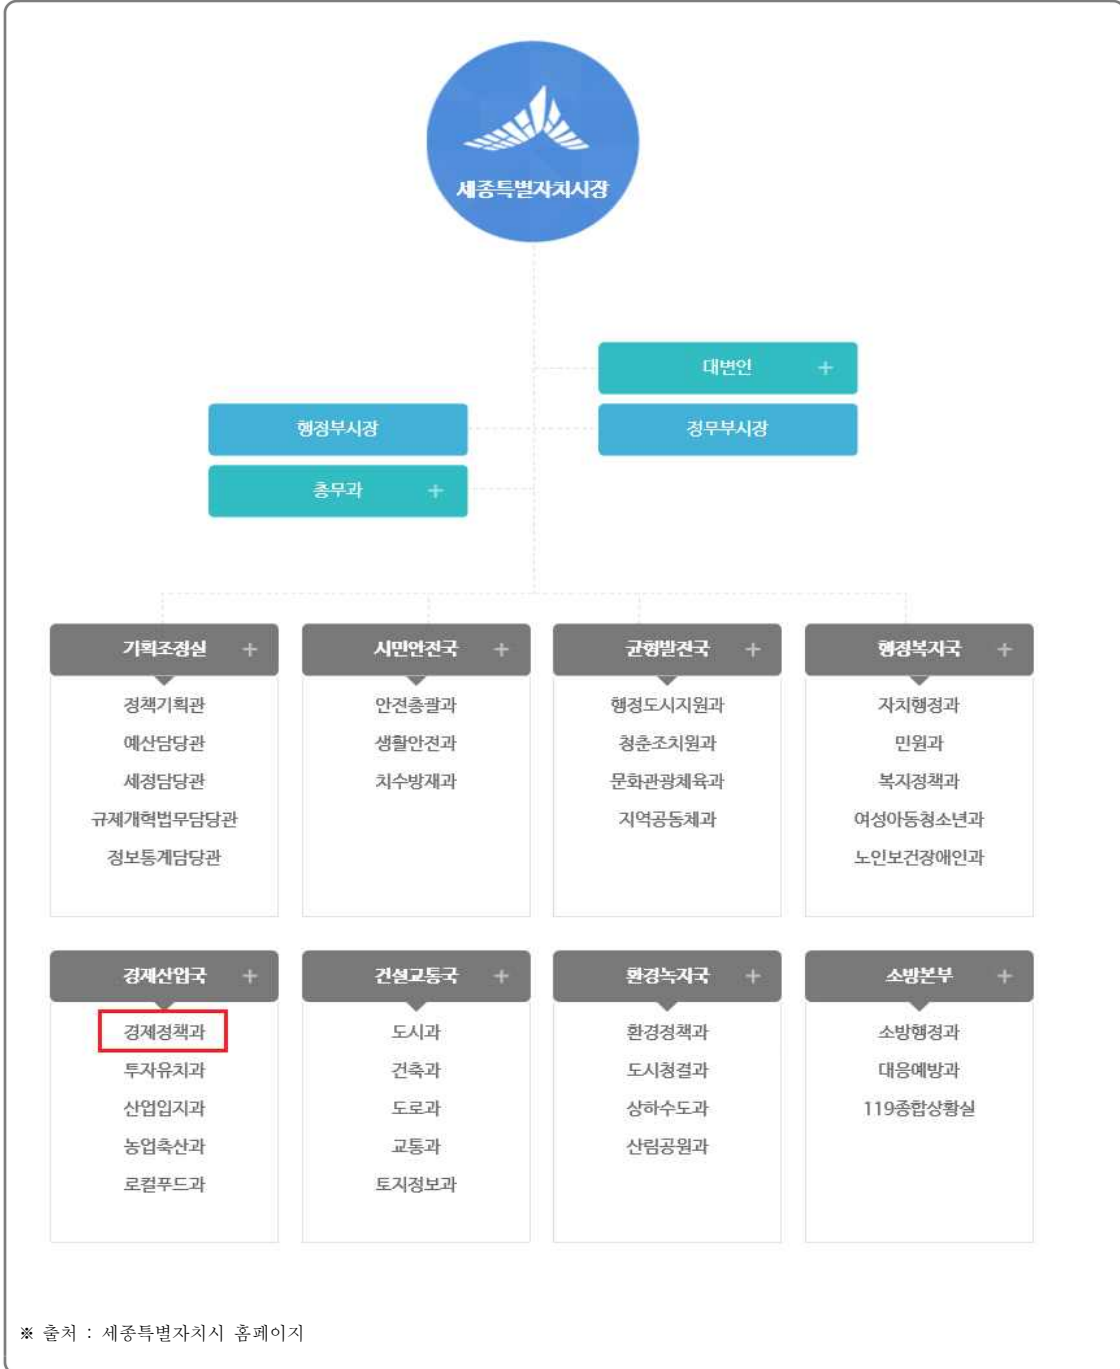 세종특별자치시장
대변인 +
행정부시장
정무부시장
총무과 +
기획조정실 +
정책기획관
예산담당관
세정담당관
규제개혁법무담당관
정보통계담당관
시민안전국 +
안전총괄과
생활안전과
치수방재과
균형발전국 +
행정도시지원과
청춘조치원과
문화관광체육과
지역공동체과
행정복지국 +
자치행정과
민원과
복지정책과
여성아동청소년과
노인보건장애인과
경제산업국 +
경제정책과
투자유치과
산업입지과
농업축산과
로컬푸드과
건설교통국 +
도시과
건축과
도로과
교통과
토지정보과
환경녹지국 +
환경정책과
도시청결과
상하수도과
산림공원과
소방본부 +
소방행정과
대응예방과
119종합상황실
※ 출처 : 세종특별자치시 홈페이지